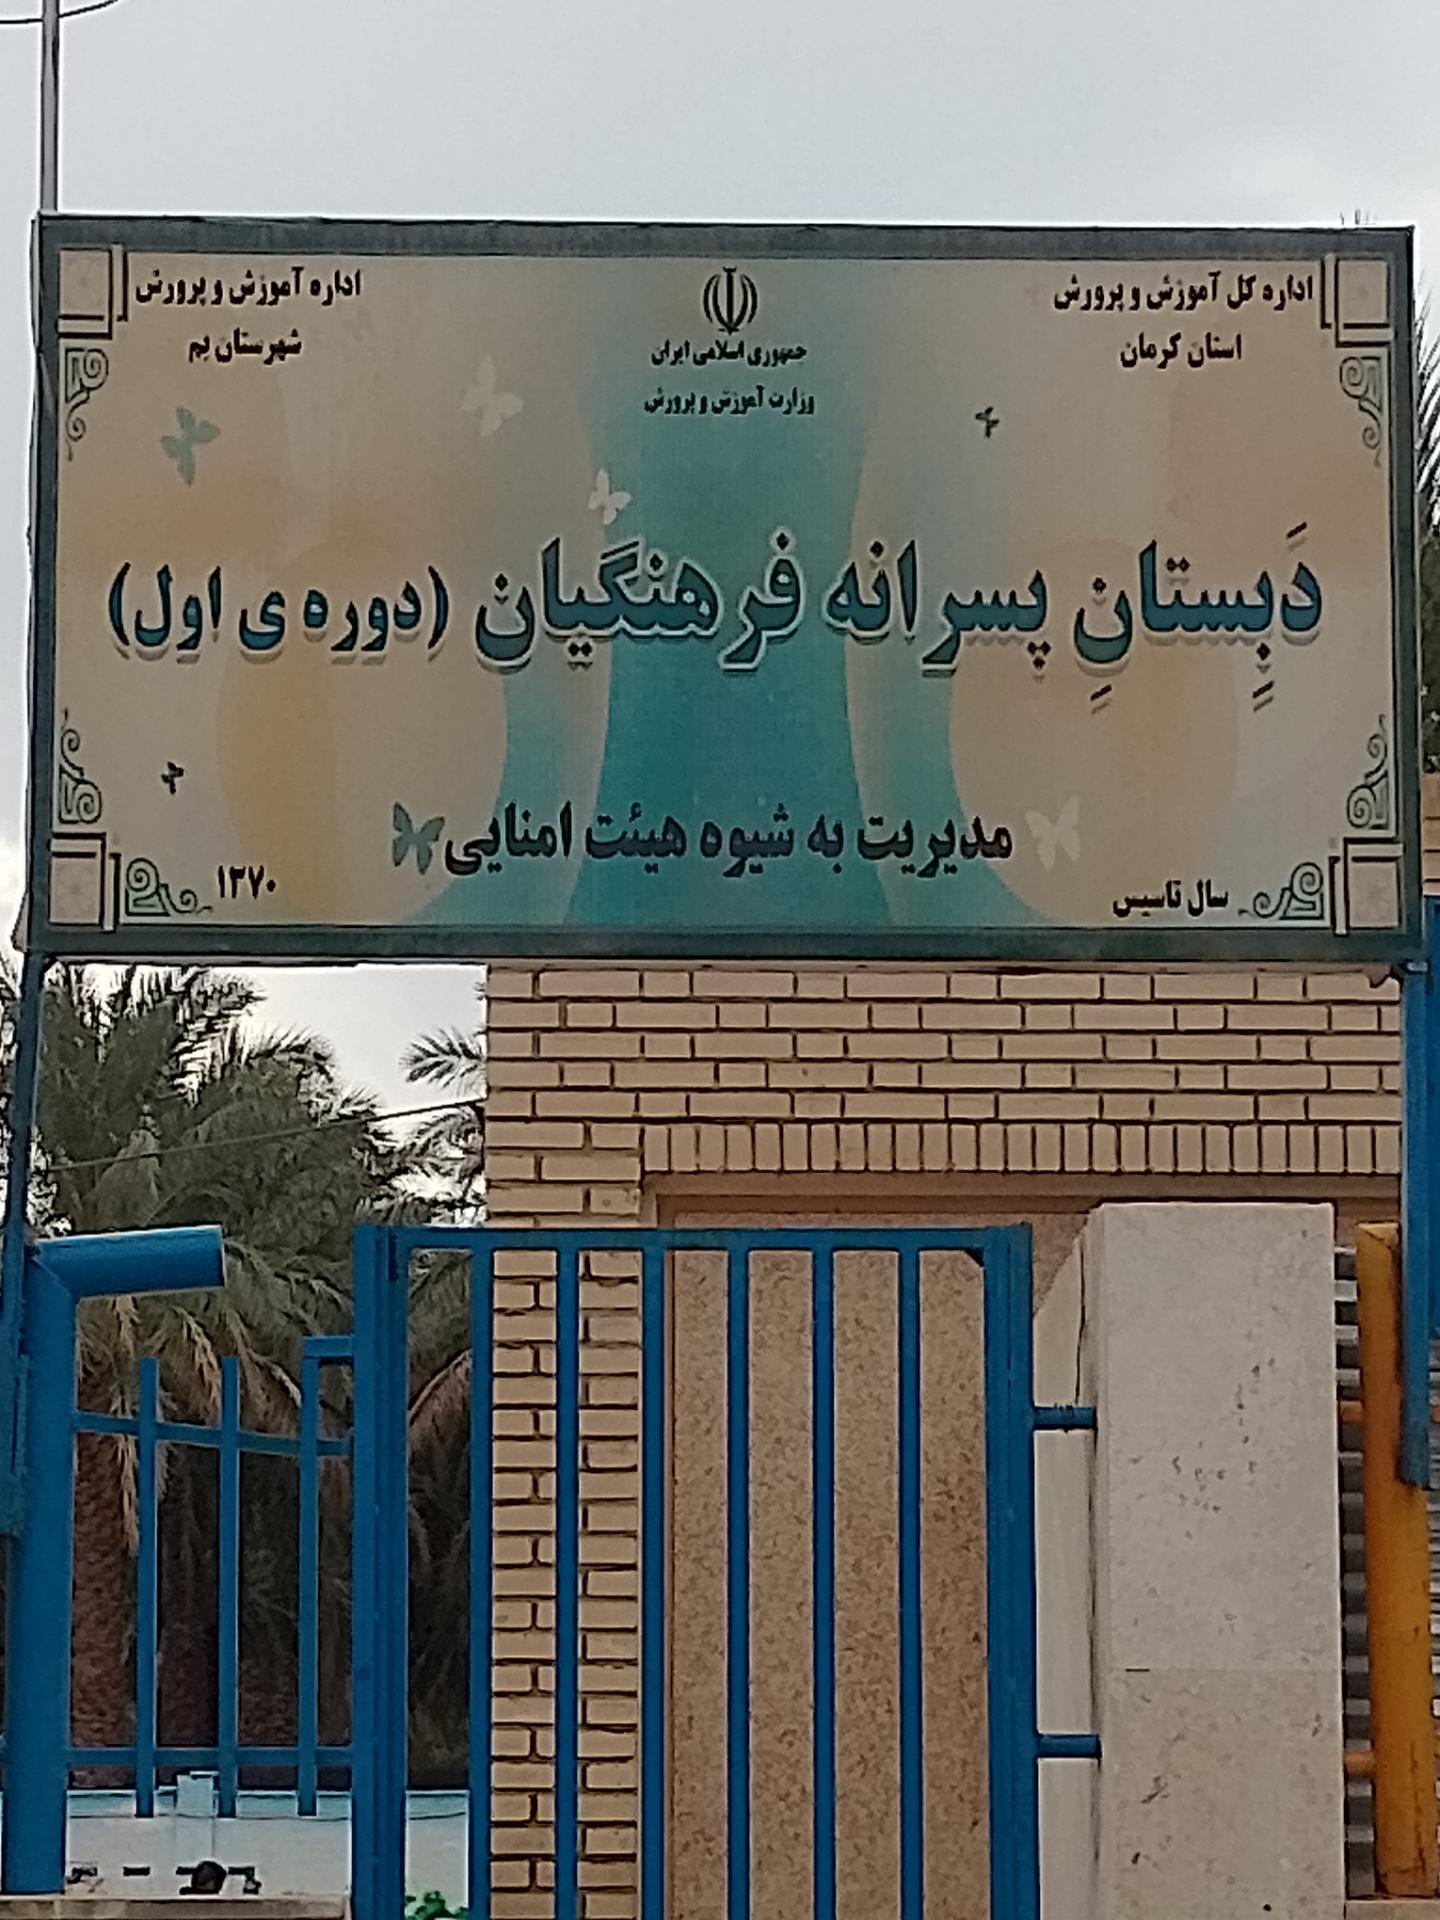 اداره کل آموزش و پرورش
استان کرمان
جمهوری اسلامی ایران
وزارت آموزش و پرورش
اداره آموزش و پرورش
شهرستان بم
دَبِستانِ پسرانه فرهنگیان (دوره ی اول)
مدیریت به شیوه هیئت امنایی
سال تاسیس
۱۳۷۰